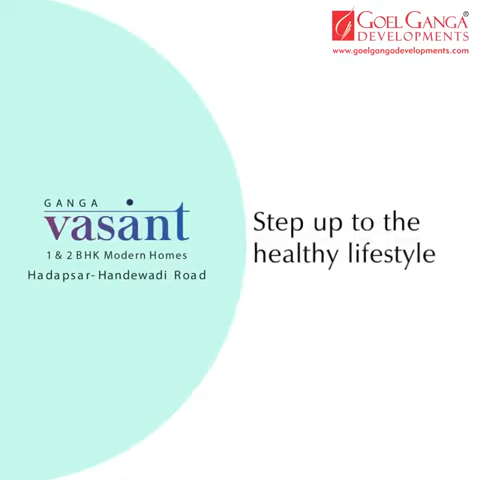 GOEL GANGA®
DEVELOPMENTS
www.goelgangadevelopments.com
GANGA
vasant
1 & 2 BHK Modern Homes
Hadapsar-Handewadi Road
Step up to the
healthy lifestyle